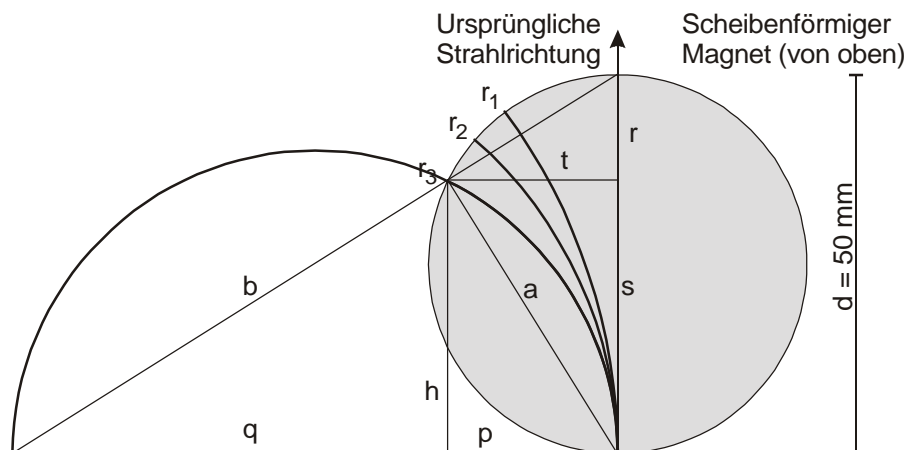 Ursprüngliche
Strahlrichtung
Scheibenförmiger
Magnet (von oben)
r1
r2
r
t
r3
b
a
s
d = 50 mm
h
q
p